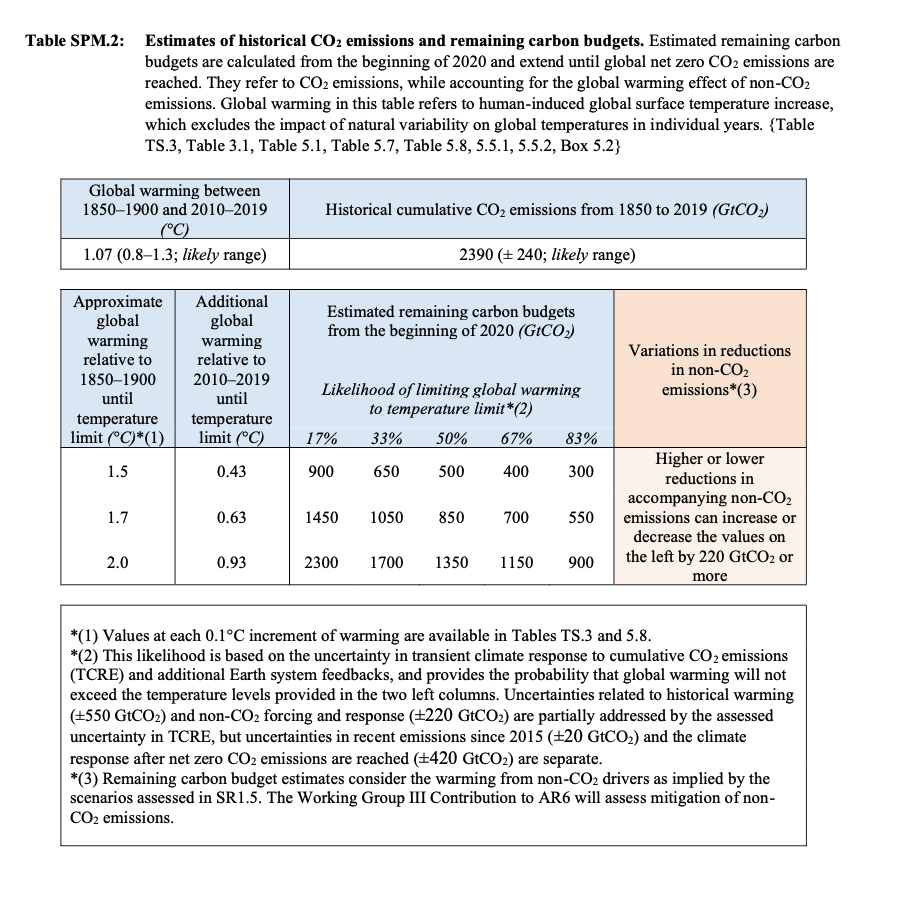 Table SPM.2: Estimates of historical CO₂ emissions and remaining carbon budgets. Estimated remaining carbon
budgets are calculated from the beginning of 2020 and extend until global net zero CO₂ emissions are
reached. They refer to CO₂ emissions, while accounting for the global warming effect of non-CO₂
emissions. Global warming in this table refers to human-induced global surface temperature increase,
which excludes the impact of natural variability on global temperatures in individual years. {Table
TS.3, Table 3.1, Table 5.1, Table 5.7, Table 5.8, 5.5.1, 5.5.2, Box 5.2}
Global warming between
1850–1900 and 2010–2019
(°C)
Historical cumulative CO₂ emissions from 1850 to 2019 (GtCO₂)
1.07 (0.8–1.3; likely range)
2390 (± 240; likely range)
Approximate
global
warming
relative to
1850–1900
until
temperature
limit (°C)*(1)
Additional
global
warming
relative to
2010–2019
until
temperature
limit (°C)
Estimated remaining carbon budgets
from the beginning of 2020 (GtCO₂)
Likelihood of limiting global warming
to temperature limit*(2)
17% 33% 50% 67% 83%
Variations in reductions
in non-CO₂
emissions*(3)
1.5 0.43 900 650 500 400 300
1.7 0.63 1450 1050 850 700 550
2.0 0.93 2300 1700 1350 1150 900
Higher or lower
reductions in
accompanying non-CO₂
emissions can increase or
decrease the values on
the left by 220 GtCO₂ or
more
*(1) Values at each 0.1°C increment of warming are available in Tables TS.3 and 5.8.
*(2) This likelihood is based on the uncertainty in transient climate response to cumulative CO₂ emissions
(TCRE) and additional Earth system feedbacks, and provides the probability that global warming will not
exceed the temperature levels provided in the two left columns. Uncertainties related to historical warming
(±550 GtCO₂) and non-CO₂ forcing and response (±220 GtCO₂) are partially addressed by the assessed
uncertainty in TCRE, but uncertainties in recent emissions since 2015 (±20 GtCO₂) and the climate
response after net zero CO₂ emissions are reached (±420 GtCO₂) are separate.
*(3) Remaining carbon budget estimates consider the warming from non-CO₂ drivers as implied by the
scenarios assessed in SR1.5. The Working Group III Contribution to AR6 will assess mitigation of non-
CO₂ emissions.